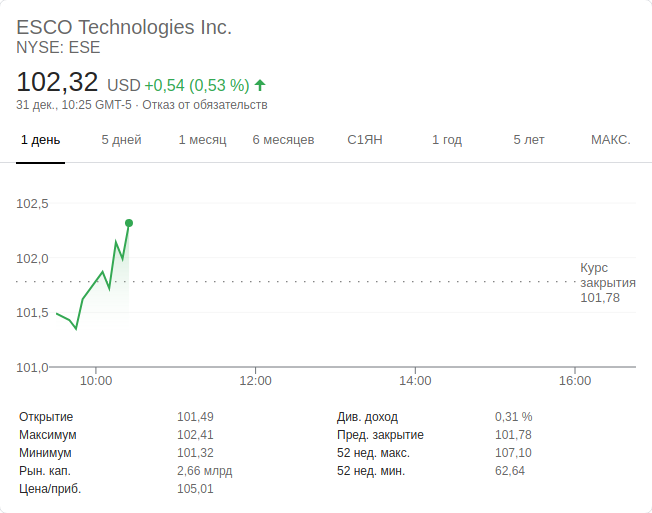 ESCO Technologies Inc.
NYSE: ESE
102,32 USD +0,54 (0,53 %)
31 дек., 10:25 GMT-5 · Отказ от обязательств
1 день 5 дней 1 месяц 6 месяцев С1ЯН 1 год 5 лет МАКС.
102,5
102,0
Курс
закрытия
101,78
101,5
101,0
10:00 12:00 14:00 16:00
Открытие 101,49 Див. доход 0,31 %
Максимум 102,41 Пред. закрытие 101,78
Минимум 101,32 52 нед. макс. 107,10
Рын. кап. 2,66 млрд 52 нед. мин. 62,64
Цена/приб. 105,01